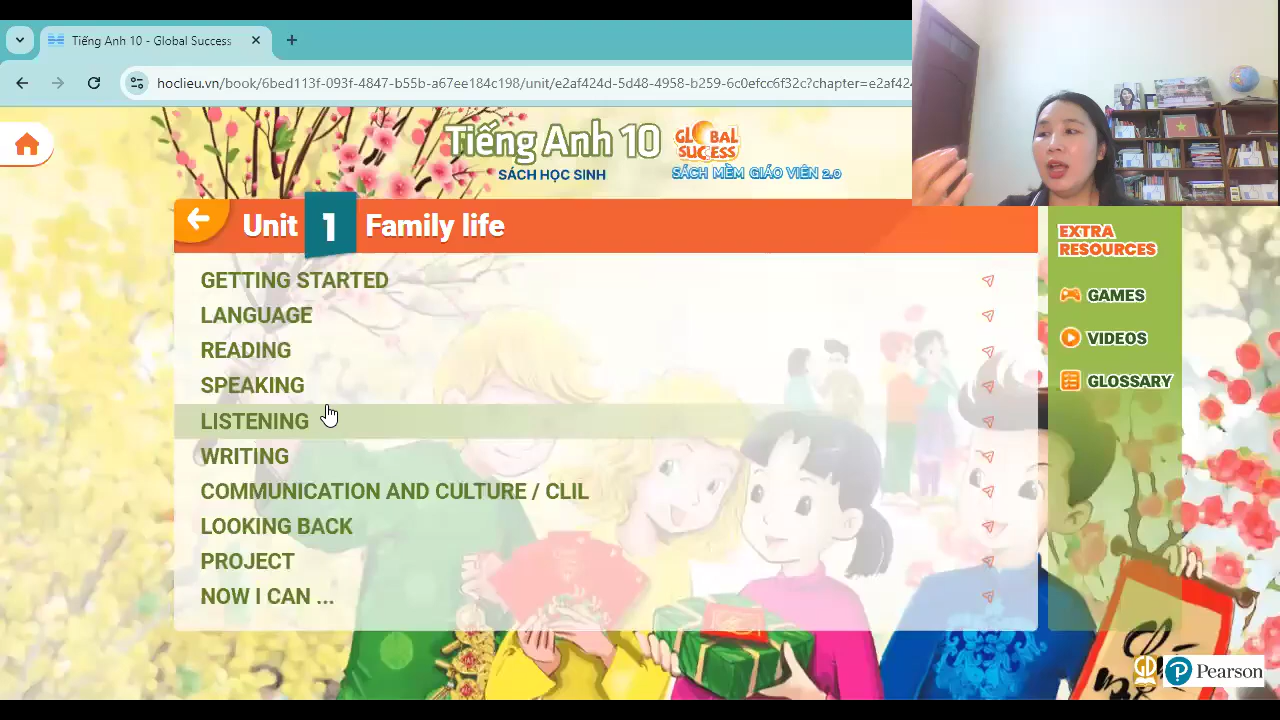 Tiếng Anh 10 - Global Success
hoclieu.vn/book/6bed113f-093f-4847-b55b-a67ee184c198/unit/e2af424d-5d48-4958-b259-6c0efcc6f32c?chapter=e2af42
Tiếng Anh 10 GLOBAL SUCCESS
SÁCH HỌC SINH SÁCH MỀM GIÁO VIÊN 2.0
Unit 1 Family life
GETTING STARTED
LANGUAGE
READING
SPEAKING
LISTENING
WRITING
COMMUNICATION AND CULTURE / CLIL
LOOKING BACK
PROJECT
NOW I CAN ...
EXTRA
RESOURCES
GAMES
VIDEOS
GLOSSARY
Pearson